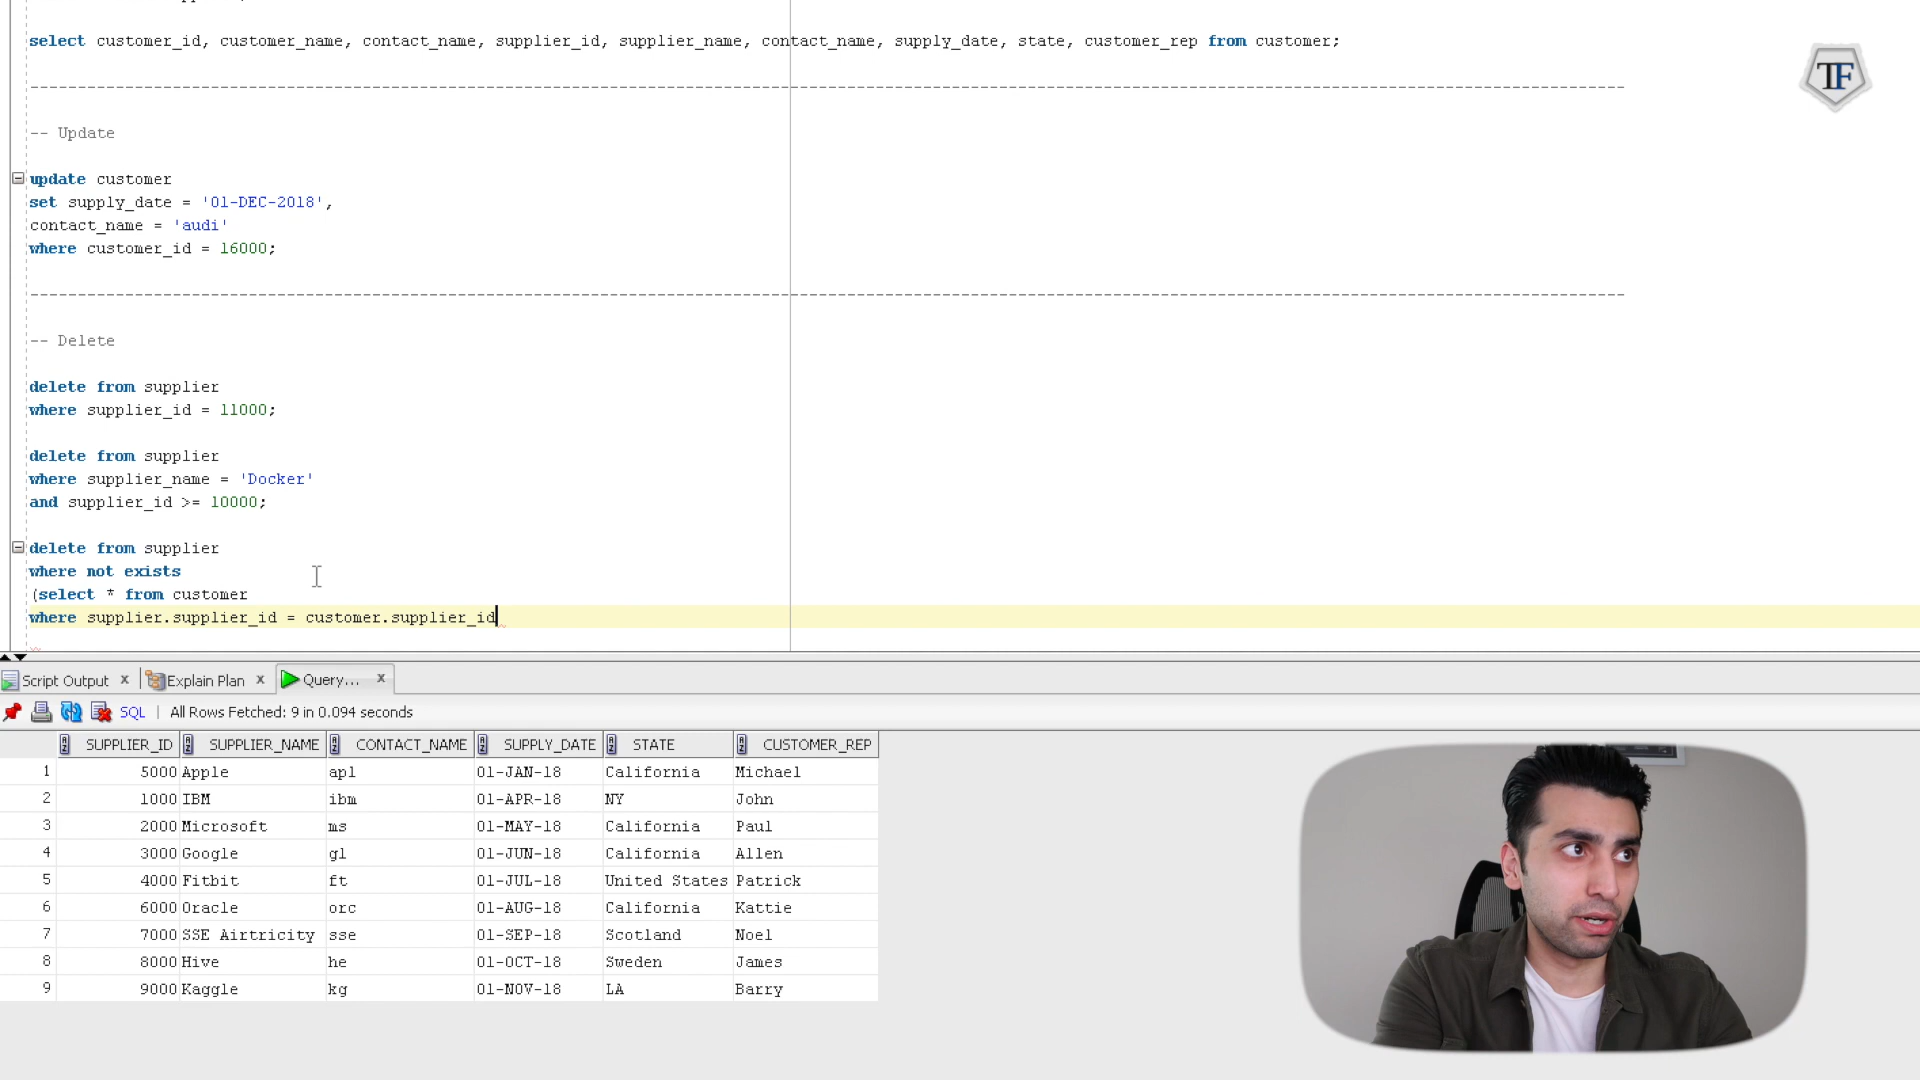 select customer_id, customer_name, contact_name, supplier_id, supplier_name, contact_name, supply_date, state, customer_rep from customer;
TF
-- Update
update customer
set supply_date = '01-DEC-2018',
contact_name = 'audi'
where customer_id = 16000;
-- Delete
delete from supplier
where supplier_id = 11000;
delete from supplier
where supplier_name = 'Docker'
and supplier_id >= 10000;
delete from supplier
where not exists
(select * from customer
where supplier.supplier_id = customer.supplier_id
Script Output x Explain Plan x Query... x
SQL | All Rows Fetched: 9 in 0.094 seconds
SUPPLIER_ID SUPPLIER_NAME CONTACT_NAME SUPPLY_DATE STATE CUSTOMER_REP
1 5000 Apple apl 01-JAN-18 California Michael
2 1000 IBM ibm 01-APR-18 NY John
3 2000 Microsoft ms 01-MAY-18 California Paul
4 3000 Google gl 01-JUN-18 California Allen
5 4000 Fitbit ft 01-JUL-18 United States Patrick
6 6000 Oracle orc 01-AUG-18 California Kattie
7 7000 SSE Airtricity sse 01-SEP-18 Scotland Noel
8 8000 Hive he 01-OCT-18 Sweden James
9 9000 Kaggle kg 01-NOV-18 LA Barry